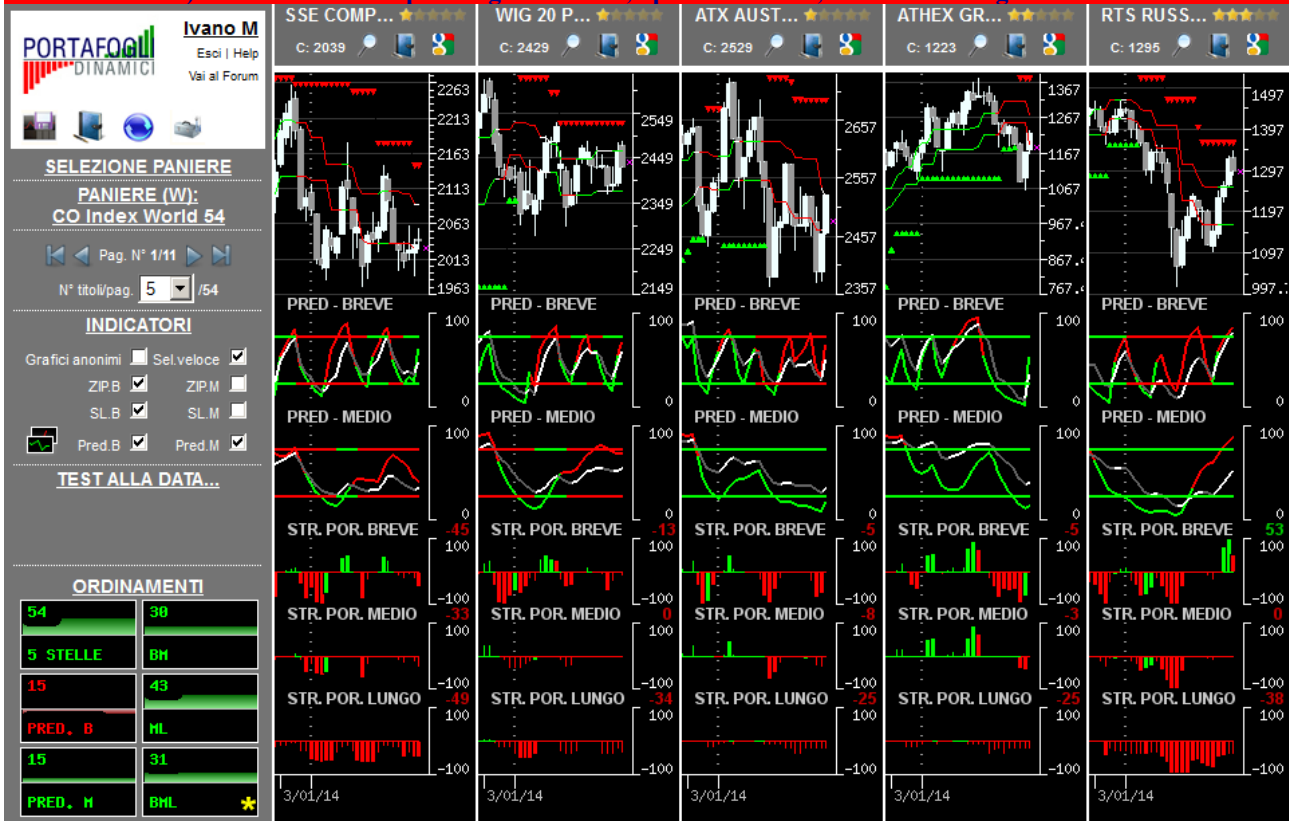 PORTAFOGLI
DINAMICI
Ivano M
Esci | Help
Vai al Forum
SELEZIONE PANIERE
PANIERE (W):
CO Index World 54
Pag. N° 1/11
N° titoli/pag. 5 /54
INDICATORI
Grafici anonimi Sel.veloce
ZIP.B ZIP.M
SL.B SL.M
Pred.B Pred.M
TEST ALLA DATA...
ORDINAMENTI
54 30
5 STELLE BM
15 43
PRED. B ML
15 31
PRED. M BML
SSE COMP...
C: 2039
2263
2213
2163
2113
2063
2013
1963
PRED - BREVE
100
0
PRED - MEDIO
100
0
STR. POR. BREVE -45
100
-100
STR. POR. MEDIO -33
100
-100
STR. POR. LUNGO -49
100
-100
3/01/14
WIG 20 P...
C: 2429
2549
2449
2349
2249
2149
PRED - BREVE
100
0
PRED - MEDIO
100
0
STR. POR. BREVE -13
100
-100
STR. POR. MEDIO 0
100
-100
STR. POR. LUNGO -34
100
-100
3/01/14
ATX AUST...
C: 2529
2657
2557
2457
2357
PRED - BREVE
100
0
PRED - MEDIO
100
0
STR. POR. BREVE -5
100
-100
STR. POR. MEDIO -8
100
-100
STR. POR. LUNGO -25
100
-100
3/01/14
ATHEX GR...
C: 1223
1367
1267
1167
1067
967.
867.
767.
PRED - BREVE
100
0
PRED - MEDIO
100
0
STR. POR. BREVE -5
100
-100
STR. POR. MEDIO -3
100
-100
STR. POR. LUNGO -25
100
-100
3/01/14
RTS RUSS...
C: 1295
1497
1397
1297
1197
1097
997.
PRED - BREVE
100
0
PRED - MEDIO
100
0
STR. POR. BREVE 53
100
-100
STR. POR. MEDIO 0
100
-100
STR. POR. LUNGO -38
100
-100
3/01/14